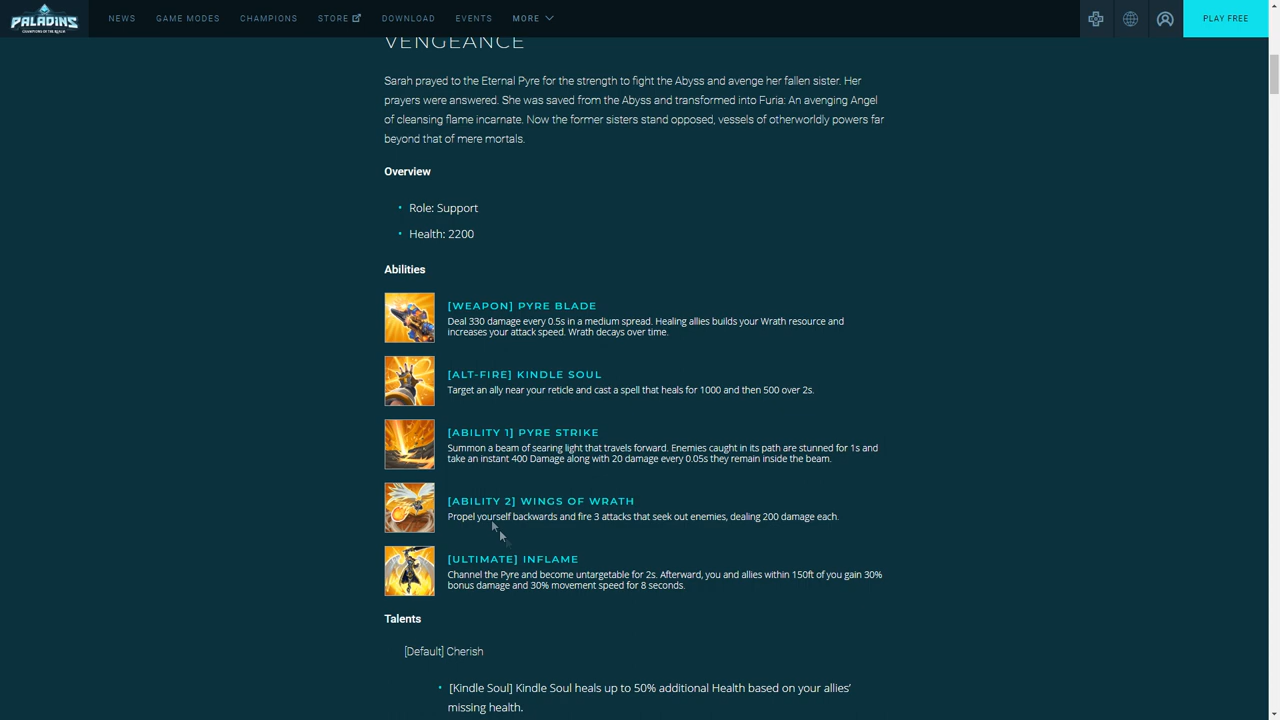 PALADINS
CHAMPIONS OF THE REALM
NEWS GAME MODES CHAMPIONS STORE DOWNLOAD EVENTS MORE PLAY FREE
VENGEANCE
Sarah prayed to the Eternal Pyre for the strength to fight the Abyss and avenge her fallen sister. Her
prayers were answered. She was saved from the Abyss and transformed into Furia: An avenging Angel
of cleansing flame incarnate. Now the former sisters stand opposed, vessels of otherworldly powers far
beyond that of mere mortals.
Overview
• Role: Support
• Health: 2200
Abilities
[WEAPON] PYRE BLADE
Deal 330 damage every 0.5s in a medium spread. Healing allies builds your Wrath resource and
increases your attack speed. Wrath decays over time.
[ALT-FIRE] KINDLE SOUL
Target an ally near your reticle and cast a spell that heals for 1000 and then 500 over 2s.
[ABILITY 1] PYRE STRIKE
Summon a beam of searing light that travels forward. Enemies caught in its path are stunned for 1s and
take an instant 400 Damage along with 20 damage every 0.05s they remain inside the beam.
[ABILITY 2] WINGS OF WRATH
Propel yourself backwards and fire 3 attacks that seek out enemies, dealing 200 damage each.
[ULTIMATE] INFLAME
Channel the Pyre and become untargetable for 2s. Afterward, you and allies within 150ft of you gain 30%
bonus damage and 30% movement speed for 8 seconds.
Talents
[Default] Cherish
• [Kindle Soul] Kindle Soul heals up to 50% additional Health based on your allies’
missing health.